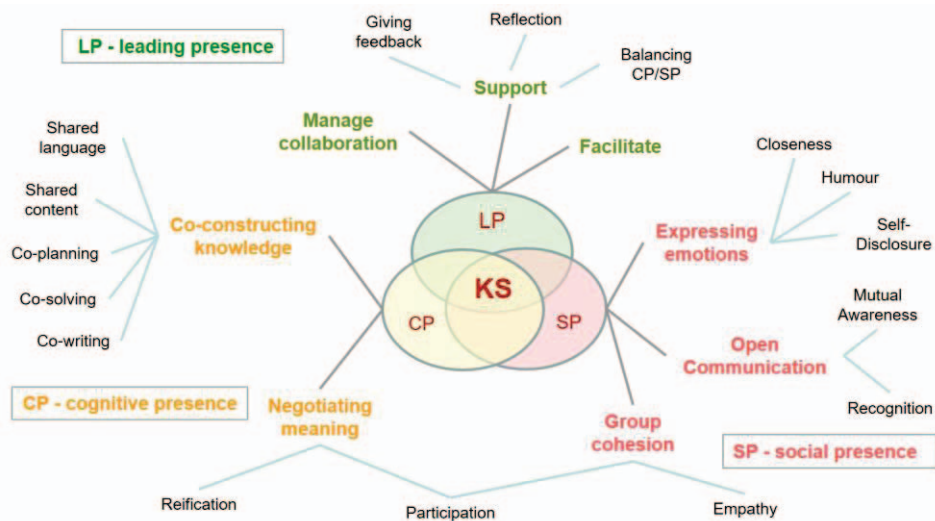 LP - leading presence
Giving
feedback
Reflection
Balancing
CP/SP
Support
Manage
collaboration
Facilitate
Shared
language
Shared
content
Co-planning
Co-solving
Co-writing
Co-constructing
knowledge
LP
KS
CP
SP
Closeness
Humour
Self-
Disclosure
Expressing
emotions
Mutual
Awareness
Open
Communication
Recognition
CP - cognitive presence
Negotiating
meaning
Group
cohesion
SP - social presence
Reification
Participation
Empathy